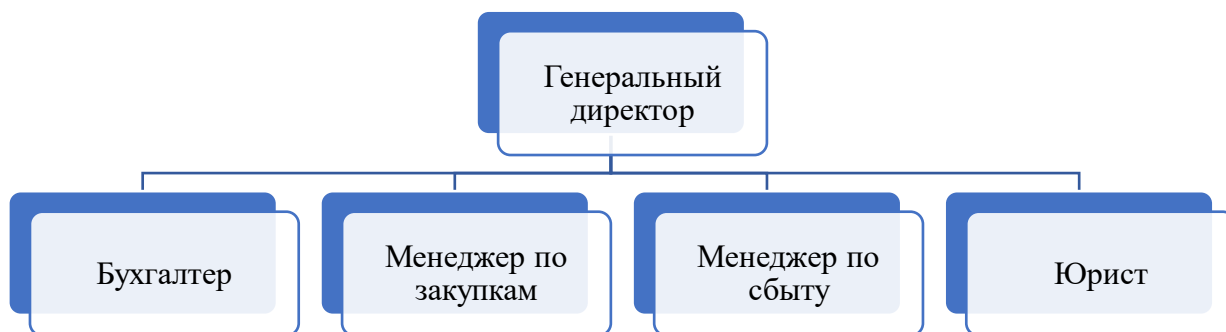 Генеральный
директор
Бухгалтер
Менеджер по
закупкам
Менеджер по
сбыту
Юрист